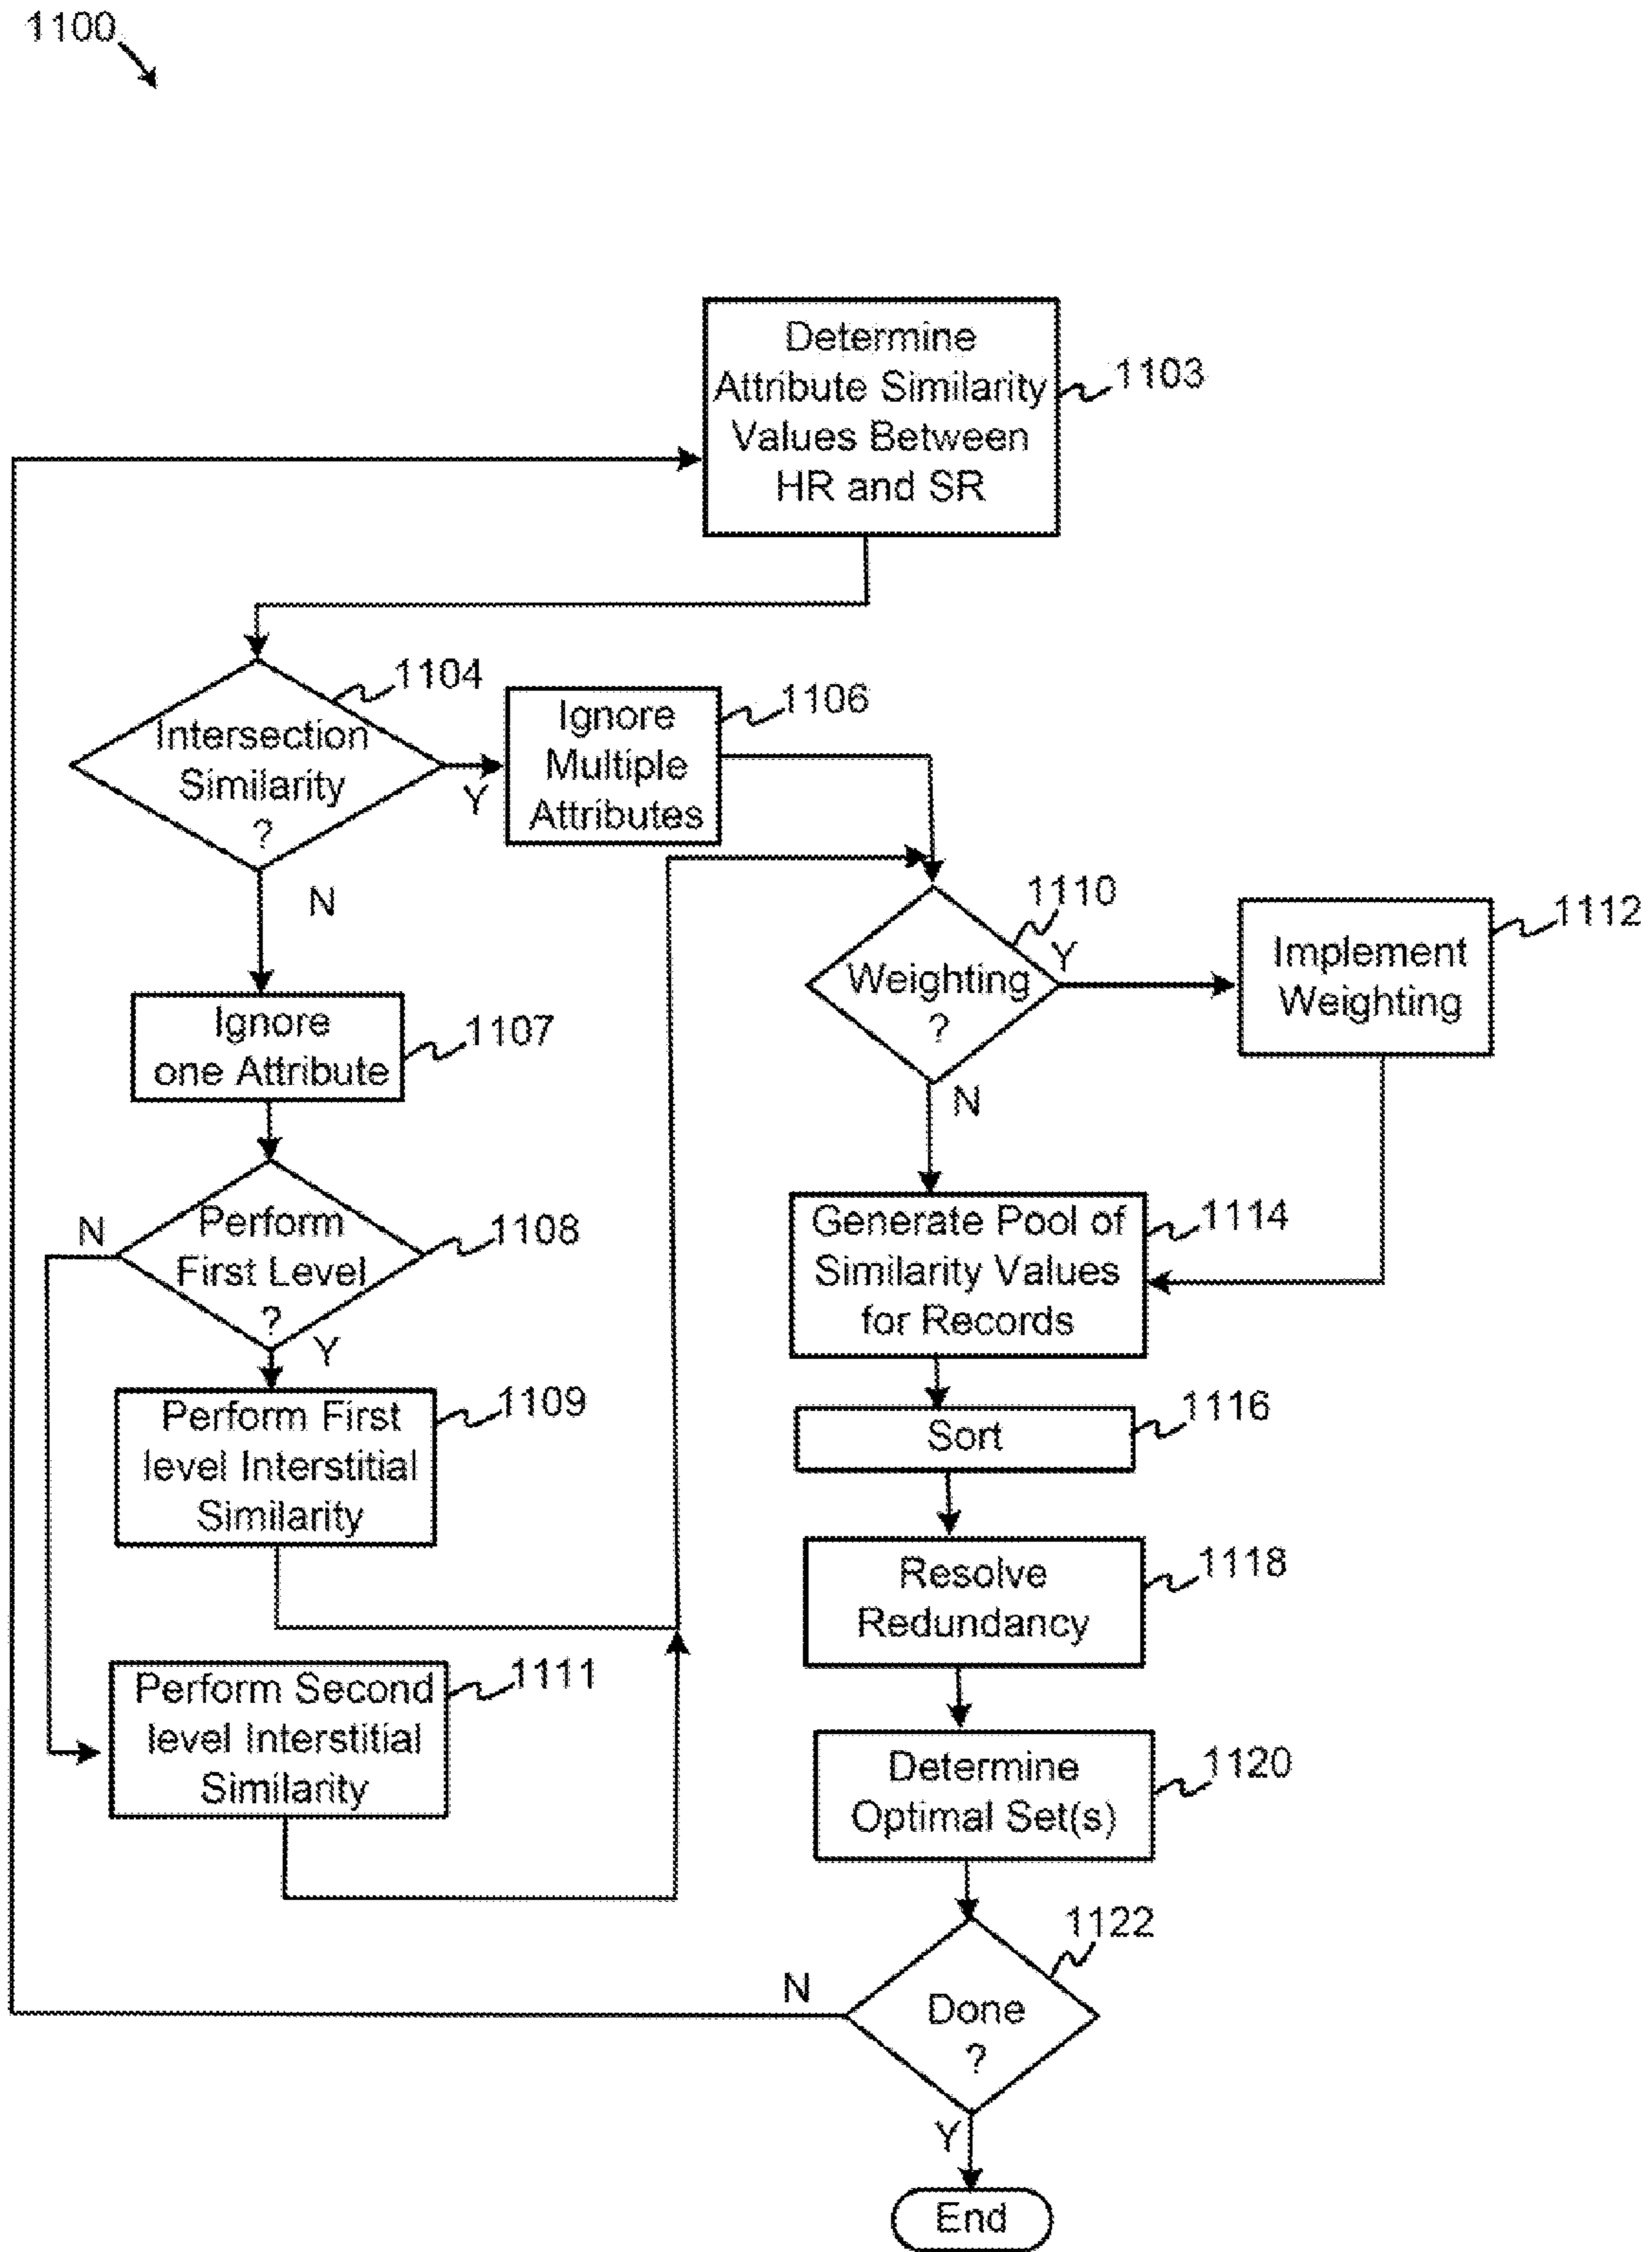 1100
Determine
Attribute Similarity
Values Between
HR and SR
1103
Intersection
Similarity
?
1104
Y
N
Ignore
Multiple
Attributes
1106
Ignore
one Attribute
1107
Perform
First Level
?
1108
N
Y
Perform First
level Interstitial
Similarity
1109
Perform Second
level Interstitial
Similarity
1111
Weighting
?
1110
Y
N
Implement
Weighting
1112
Generate Pool of
Similarity Values
for Records
1114
Sort
1116
Resolve
Redundancy
1118
Determine
Optimal Set(s)
1120
Done
?
1122
N
Y
End